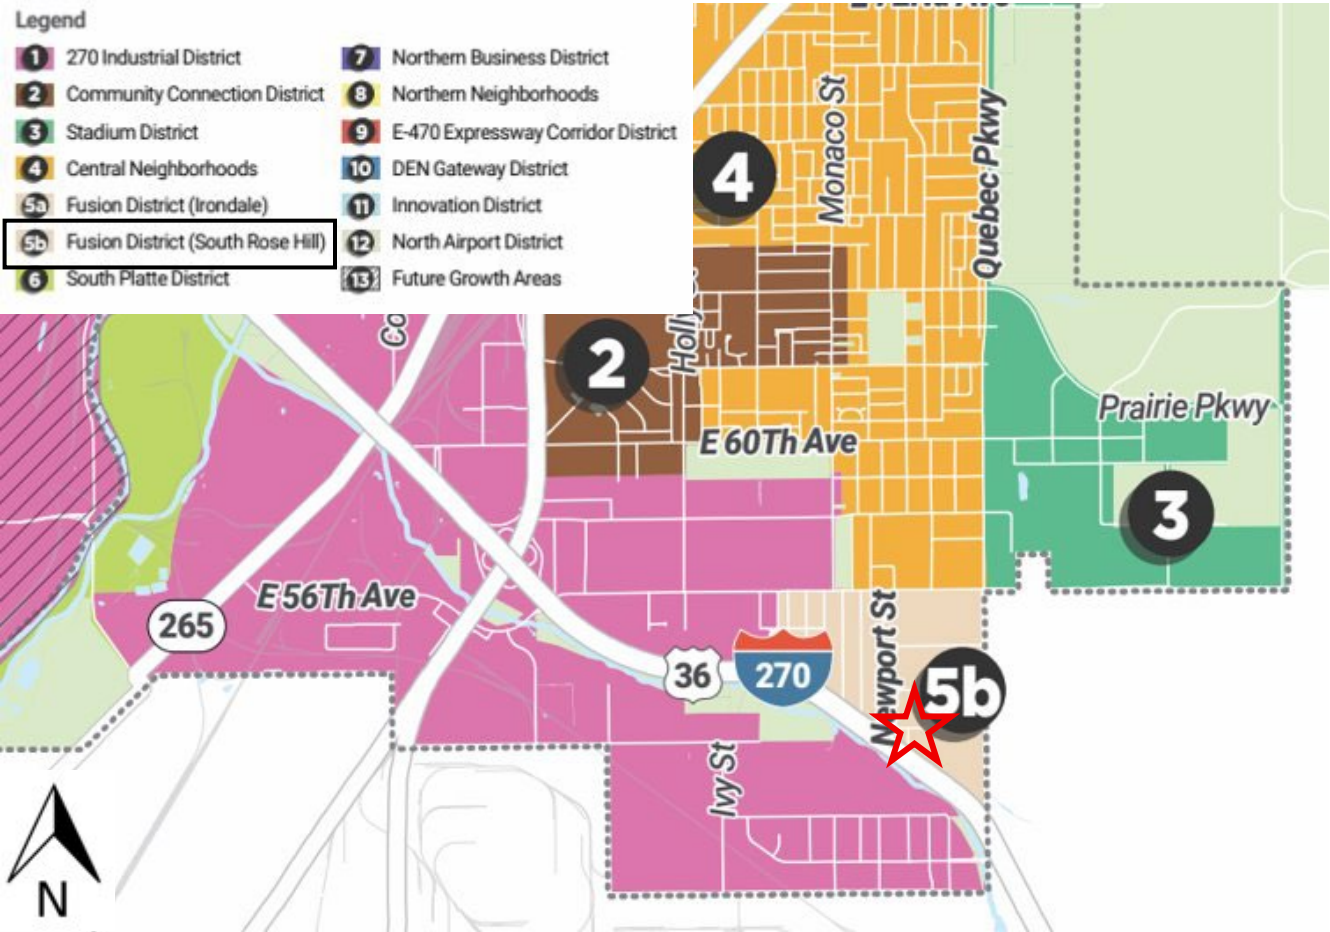 Legend
1 270 Industrial District
2 Community Connection District
3 Stadium District
4 Central Neighborhoods
5a Fusion District (Irondale)
5b Fusion District (South Rose Hill)
6 South Platte District
7 Northern Business District
8 Northern Neighborhoods
9 E-470 Expressway Corridor District
10 DEN Gateway District
11 Innovation District
12 North Airport District
13 Future Growth Areas
4
Monaco St
Quebec Pkwy
2
Prairie Pkwy
E 60Th Ave
3
E 56Th Ave
265
36
270
Newport St
5b
Ivy St
N